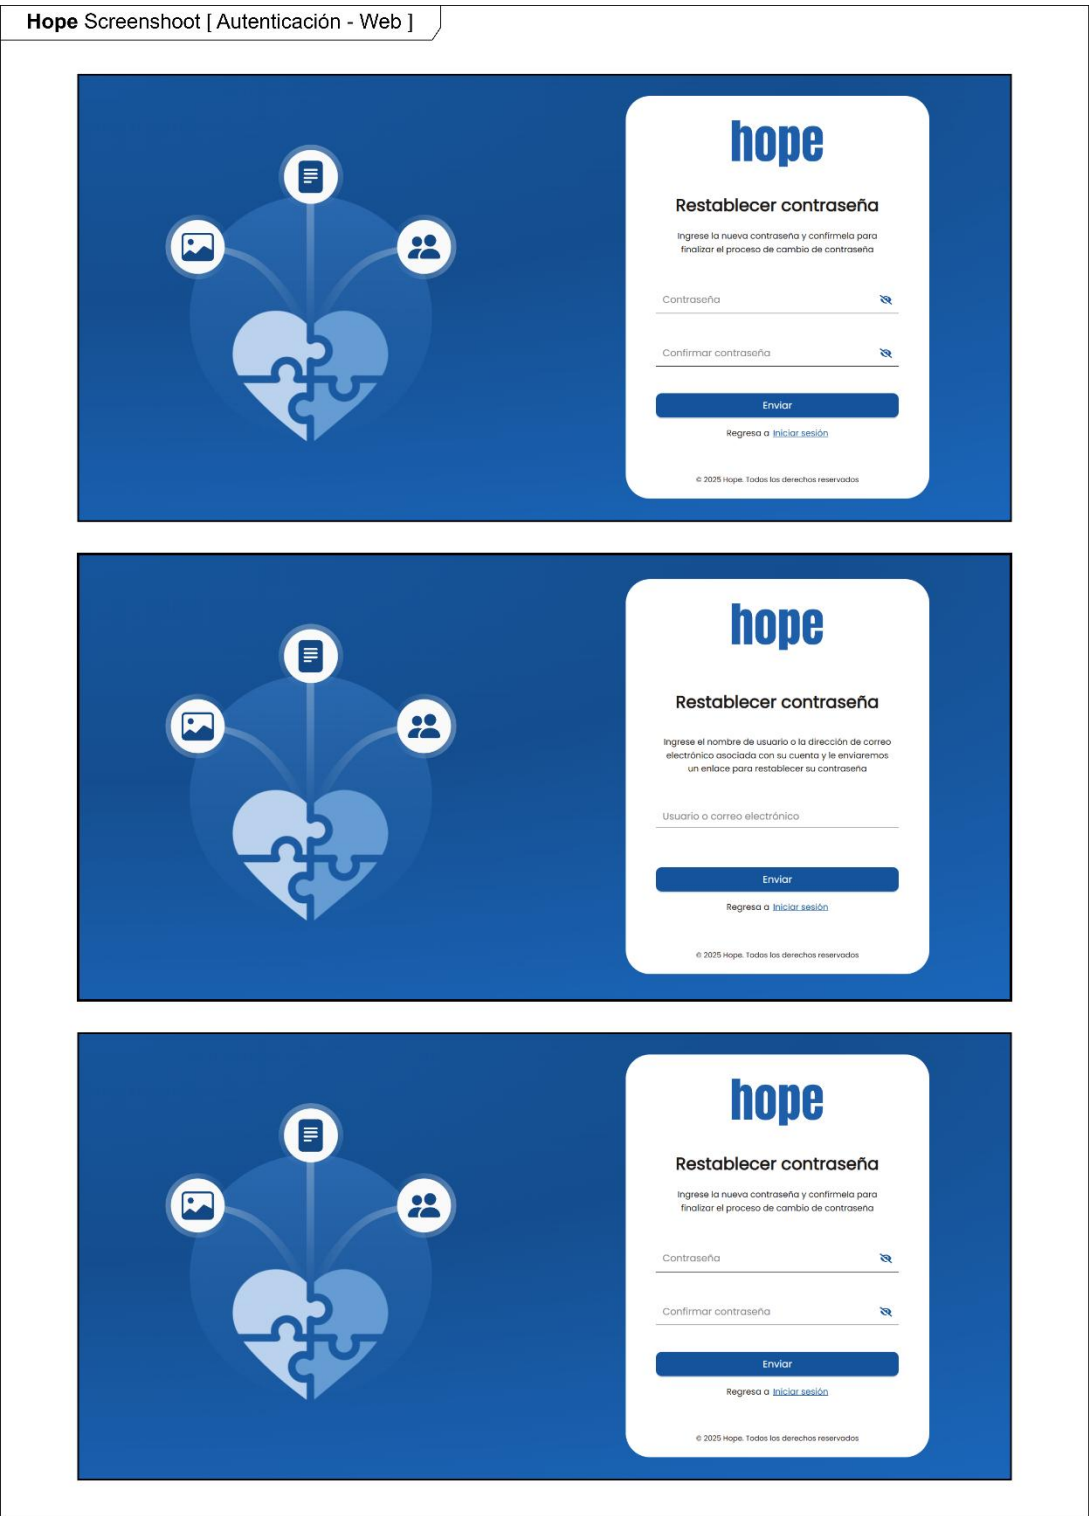 Hope Screenshoot [ Autenticación - Web ]
hope
Restablecer contraseña
Ingrese la nueva contraseña y confírmela para
finalizar el proceso de cambio de contraseña
Contraseña
Confirmar contraseña
Enviar
Regresa a Iniciar sesión
© 2025 Hope. Todos los derechos reservados
hope
Restablecer contraseña
Ingrese el nombre de usuario o la dirección de correo
electrónico asociada con su cuenta y le enviaremos
un enlace para restablecer su contraseña
Usuario o correo electrónico
Enviar
Regresa a Iniciar sesión
© 2025 Hope. Todos los derechos reservados
hope
Restablecer contraseña
Ingrese la nueva contraseña y confírmela para
finalizar el proceso de cambio de contraseña
Contraseña
Confirmar contraseña
Enviar
Regresa a Iniciar sesión
© 2025 Hope. Todos los derechos reservados